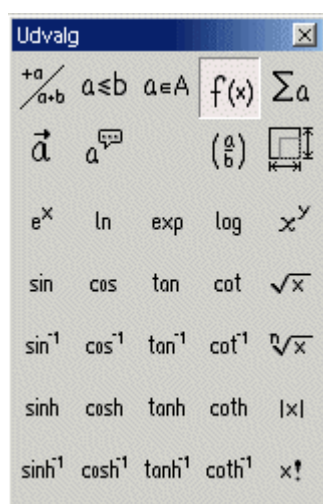 Udvalg
+a/a+b a≤b a∈A f(x) Σa
a⃗ a (a/b)
eˣ ln exp log xʸ
sin cos tan cot √x
sin⁻¹ cos⁻¹ tan⁻¹ cot⁻¹ ⁿ√x
sinh cosh tanh coth |x|
sinh⁻¹ cosh⁻¹ tanh⁻¹ coth⁻¹ x!